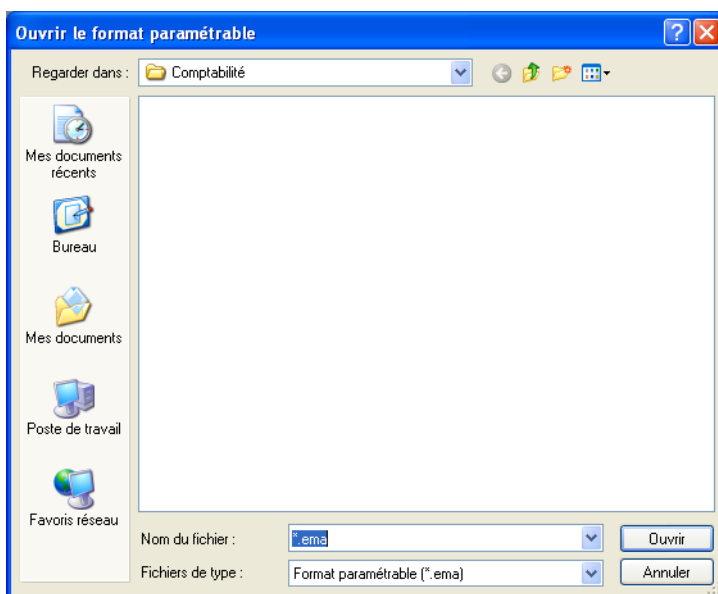 Ouvrir le format paramétrable
Regarder dans :
Comptabilité
Mes documents
récents
Bureau
Mes documents
Poste de travail
Favoris réseau
Nom du fichier :
*.ema
Ouvrir
Fichiers de type :
Format paramétrable (*.ema)
Annuler